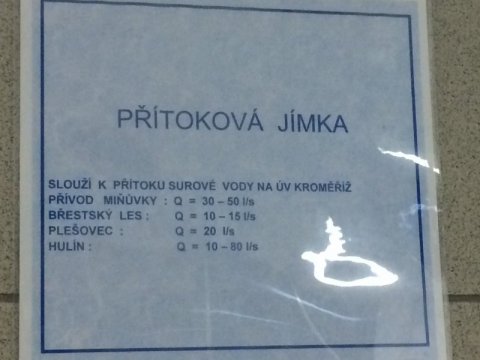 PŘÍTOKOVÁ JÍMKA
SLOUŽÍ K PŘÍTOKU SUROVÉ VODY NA ÚV KROMĚŘÍŽ
PŘÍVOD MIŇŮVKY : Q = 30 – 50 l/s
BŘESTSKÝ LES : Q = 10 – 15 l/s
PLEŠOVEC : Q = 20 l/s
HULÍN : Q = 10 – 80 l/s